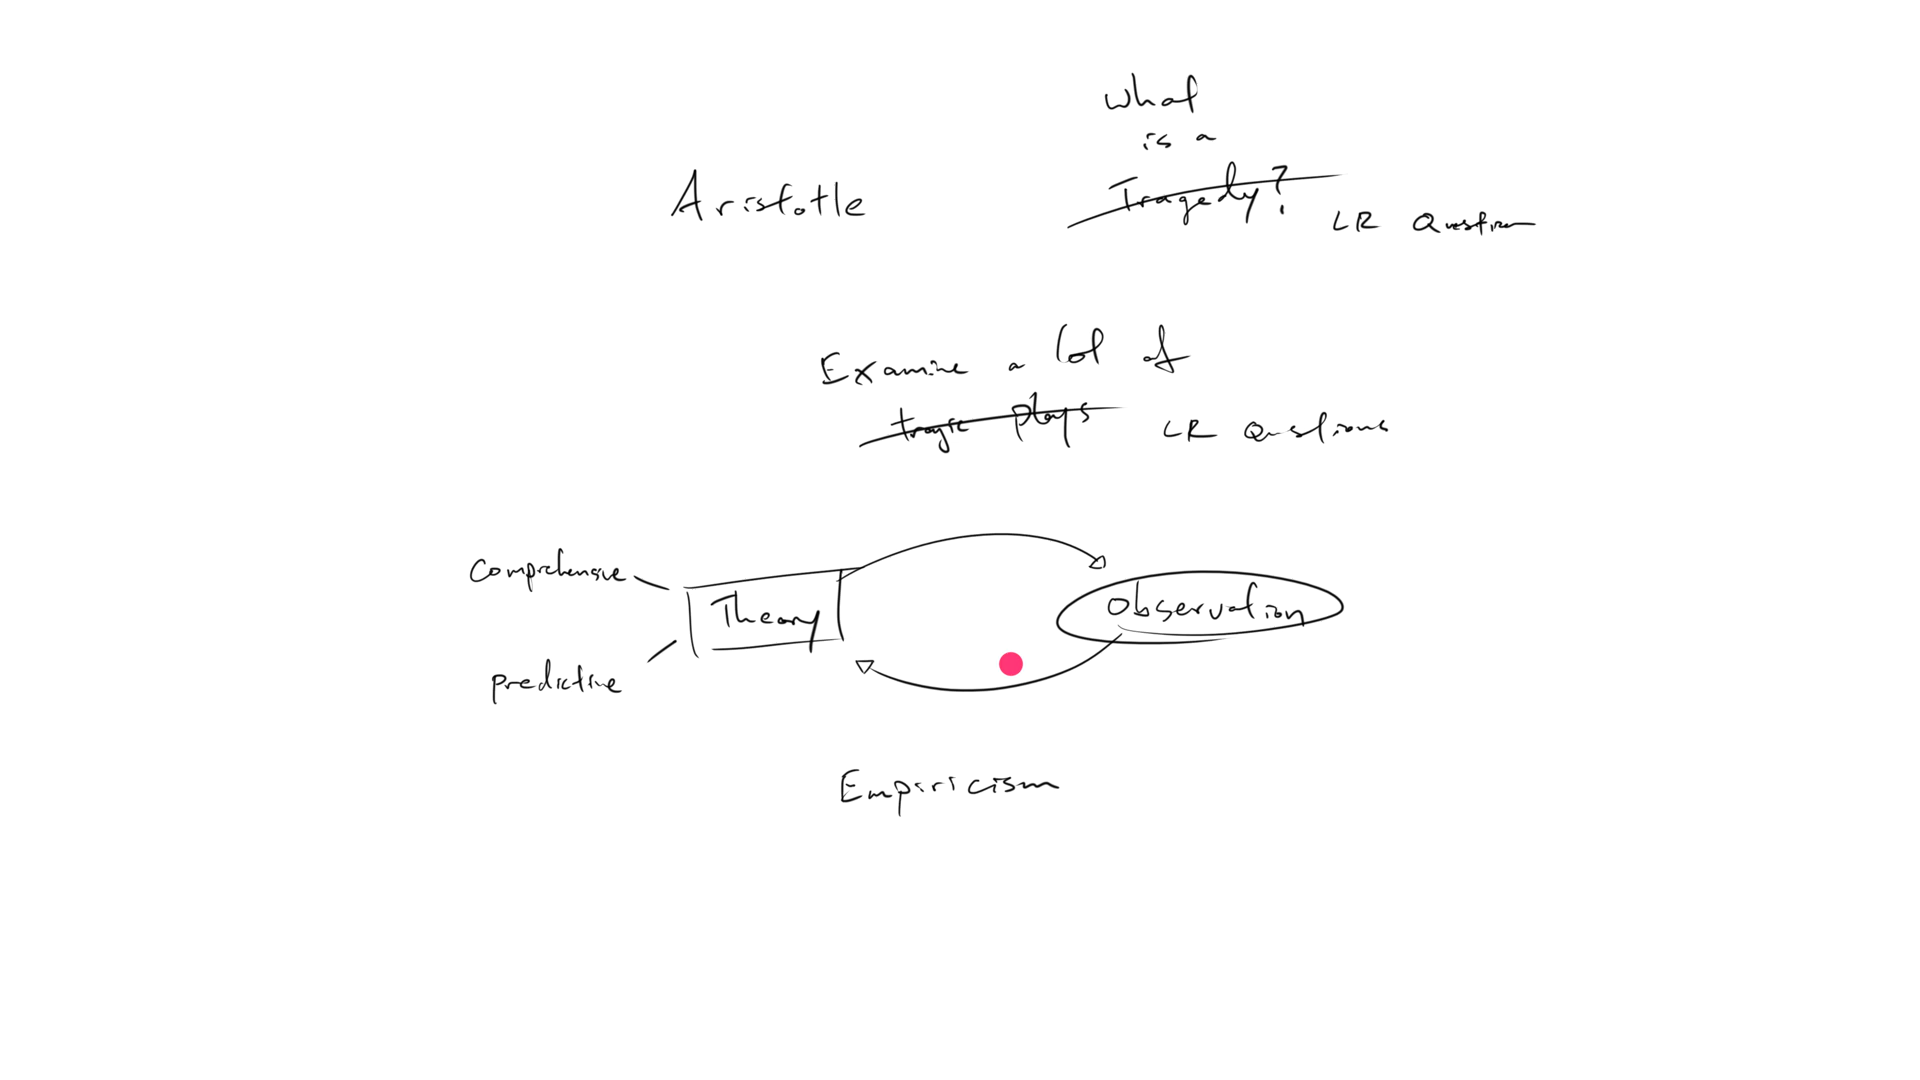 What
is a
Aristotle
Tragedy?
LR Question
Examine a lot of
tragic plays LR Questions
Comprehensive
Theory
Observation
predictive
Empiricism